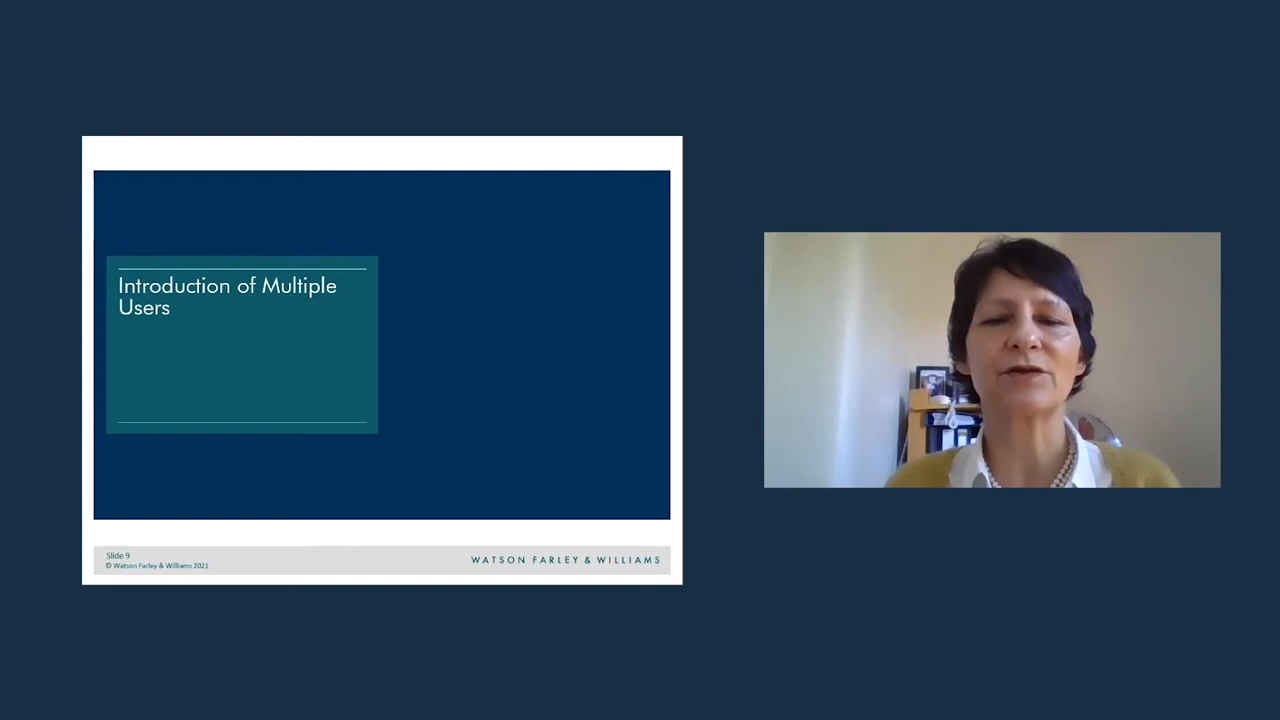 Introduction of Multiple
Users
Slide 9
© Watson Farley & Williams 2021
WATSON FARLEY & WILLIAMS